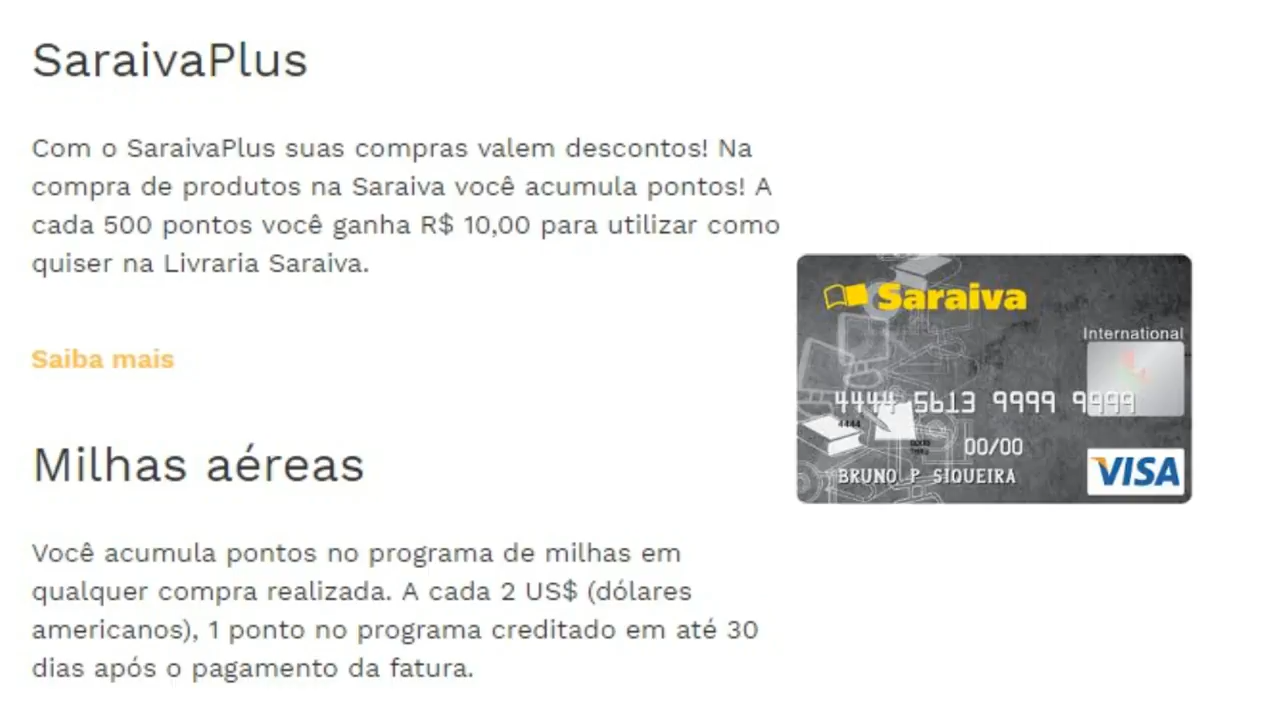 SaraivaPlus
Com o SaraivaPlus suas compras valem descontos! Na
compra de produtos na Saraiva você acumula pontos! A
cada 500 pontos você ganha R$ 10,00 para utilizar como
quiser na Livraria Saraiva.
Saiba mais
Milhas aéreas
Você acumula pontos no programa de milhas em
qualquer compra realizada. A cada 2 US$ (dólares
americanos), 1 ponto no programa creditado em até 30
dias após o pagamento da fatura.
Saraiva
International
4444 5613 9999 9999
4444
00/00
BRUNO P SIQUEIRA
VISA